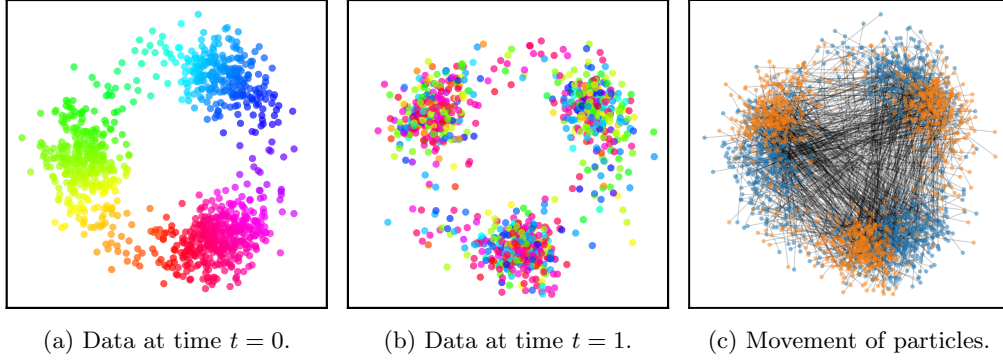 (a) Data at time t = 0.
(b) Data at time t = 1.
(c) Movement of particles.